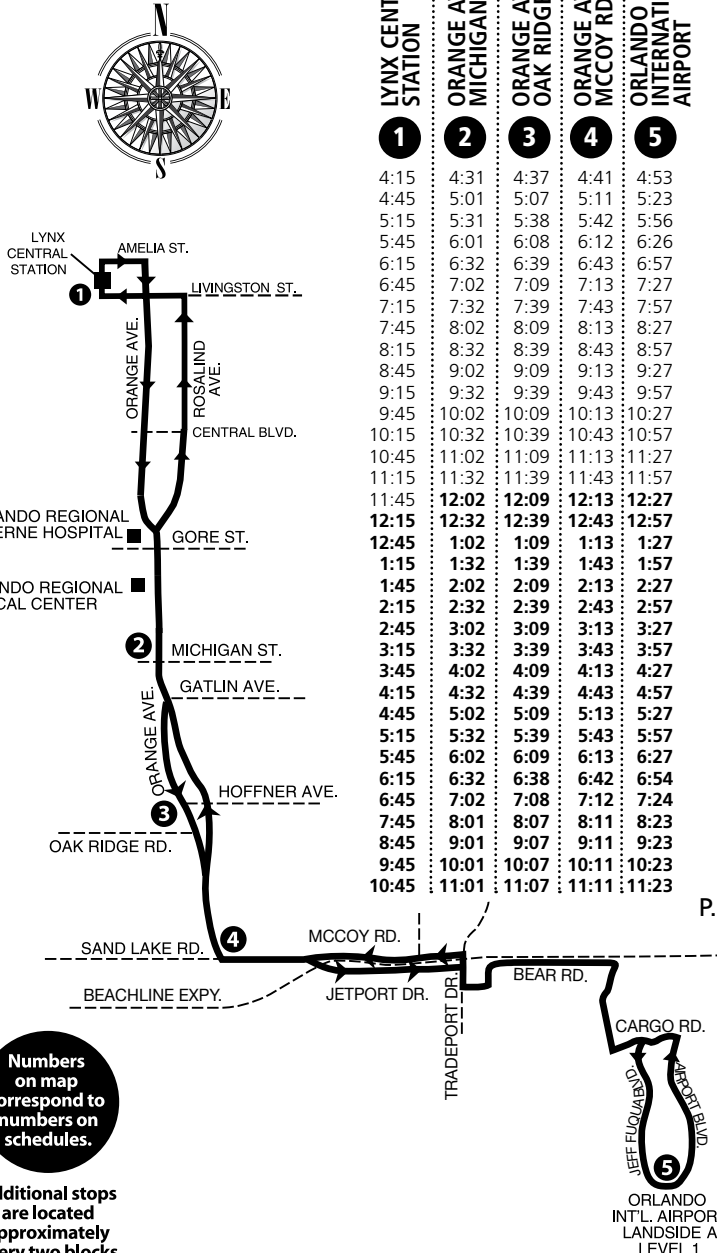 N
W E
S
LYNX CENT
STATION
ORANGE A
MICHIGAN
ORANGE A
OAK RIDGE
ORANGE A
MCCOY RD
ORLANDO
INTERNATI
AIRPORT
1 2 3 4 5
4:15 4:31 4:37 4:41 4:53
4:45 5:01 5:07 5:11 5:23
5:15 5:31 5:38 5:42 5:56
5:45 6:01 6:08 6:12 6:26
6:15 6:32 6:39 6:43 6:57
6:45 7:02 7:09 7:13 7:27
7:15 7:32 7:39 7:43 7:57
7:45 8:02 8:09 8:13 8:27
8:15 8:32 8:39 8:43 8:57
8:45 9:02 9:09 9:13 9:27
9:15 9:32 9:39 9:43 9:57
9:45 10:02 10:09 10:13 10:27
10:15 10:32 10:39 10:43 10:57
10:45 11:02 11:09 11:13 11:27
11:15 11:32 11:39 11:43 11:57
11:45 12:02 12:09 12:13 12:27
12:15 12:32 12:39 12:43 12:57
12:45 1:02 1:09 1:13 1:27
1:15 1:32 1:39 1:43 1:57
1:45 2:02 2:09 2:13 2:27
2:15 2:32 2:39 2:43 2:57
2:45 3:02 3:09 3:13 3:27
3:15 3:32 3:39 3:43 3:57
3:45 4:02 4:09 4:13 4:27
4:15 4:32 4:39 4:43 4:57
4:45 5:02 5:09 5:13 5:27
5:15 5:32 5:39 5:43 5:57
5:45 6:02 6:09 6:13 6:27
6:15 6:32 6:38 6:42 6:54
6:45 7:02 7:08 7:12 7:24
7:45 8:01 8:07 8:11 8:23
8:45 9:01 9:07 9:11 9:23
9:45 10:01 10:07 10:11 10:23
10:45 11:01 11:07 11:11 11:23
P.
LYNX
CENTRAL
STATION
1
AMELIA ST.
LIVINGSTON ST.
ORANGE AVE.
ROSALIND
AVE.
CENTRAL BLVD.
ANDO REGIONAL
ERNE HOSPITAL
GORE ST.
NDO REGIONAL
CAL CENTER
2
MICHIGAN ST.
GATLIN AVE.
ORANGE AVE.
HOFFNER AVE.
3
OAK RIDGE RD.
4
SAND LAKE RD.
MCCOY RD.
BEACHLINE EXPY.
JETPORT DR.
TRADEPORT DR.
BEAR RD.
CARGO RD.
JEFF FUQUA BLVD.
AIRPORT BLVD.
5
ORLANDO
INT'L. AIRPOR
LANDSIDE A
LEVEL 1
Numbers
on map
orrespond to
numbers on
schedules.
dditional stops
are located
pproximately
ery two blocks